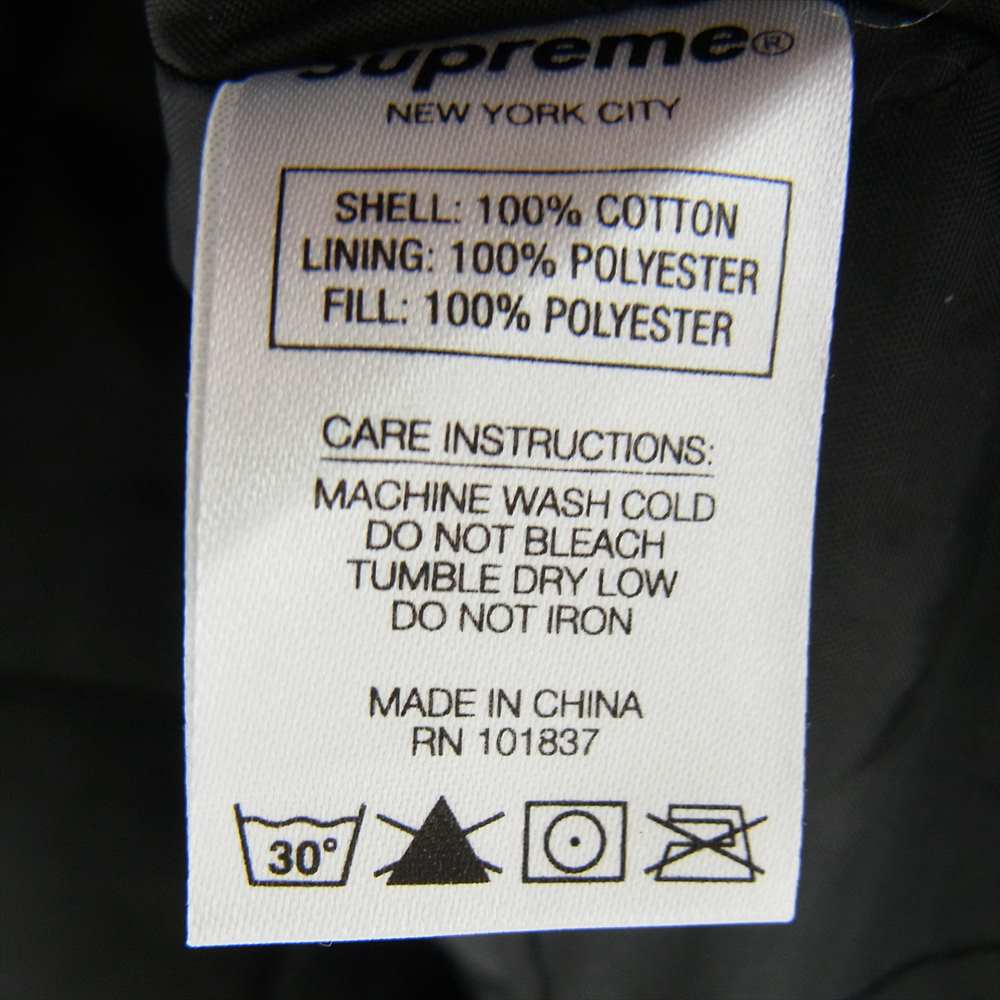 Supreme®
NEW YORK CITY
SHELL: 100% COTTON
LINING: 100% POLYESTER
FILL: 100% POLYESTER
CARE INSTRUCTIONS:
MACHINE WASH COLD
DO NOT BLEACH
TUMBLE DRY LOW
DO NOT IRON
MADE IN CHINA
RN 101837
30°